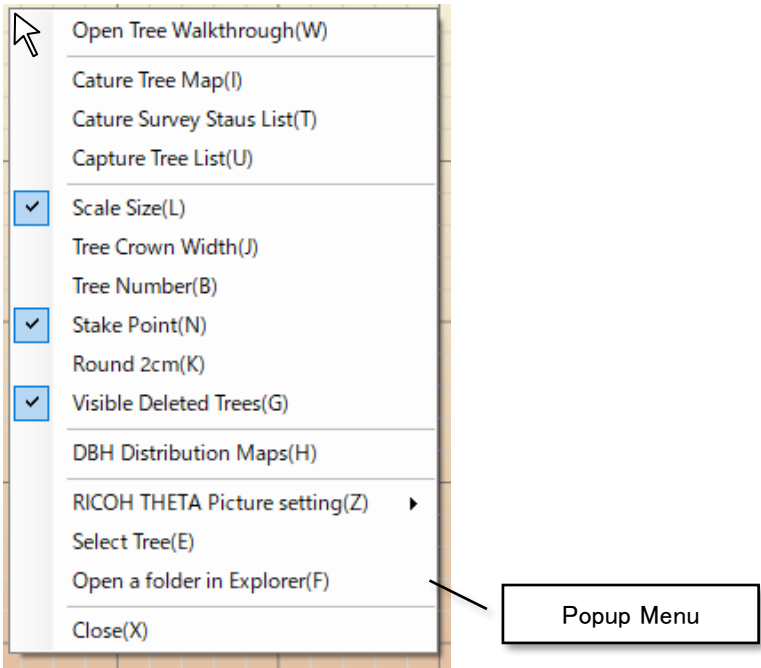 Open Tree Walkthrough(W)
Cature Tree Map(I)
Cature Survey Staus List(T)
Capture Tree List(U)
Scale Size(L)
Tree Crown Width(J)
Tree Number(B)
Stake Point(N)
Round 2cm(K)
Visible Deleted Trees(G)
DBH Distribution Maps(H)
RICOH THETA Picture setting(Z)
Select Tree(E)
Open a folder in Explorer(F)
Close(X)
Popup Menu